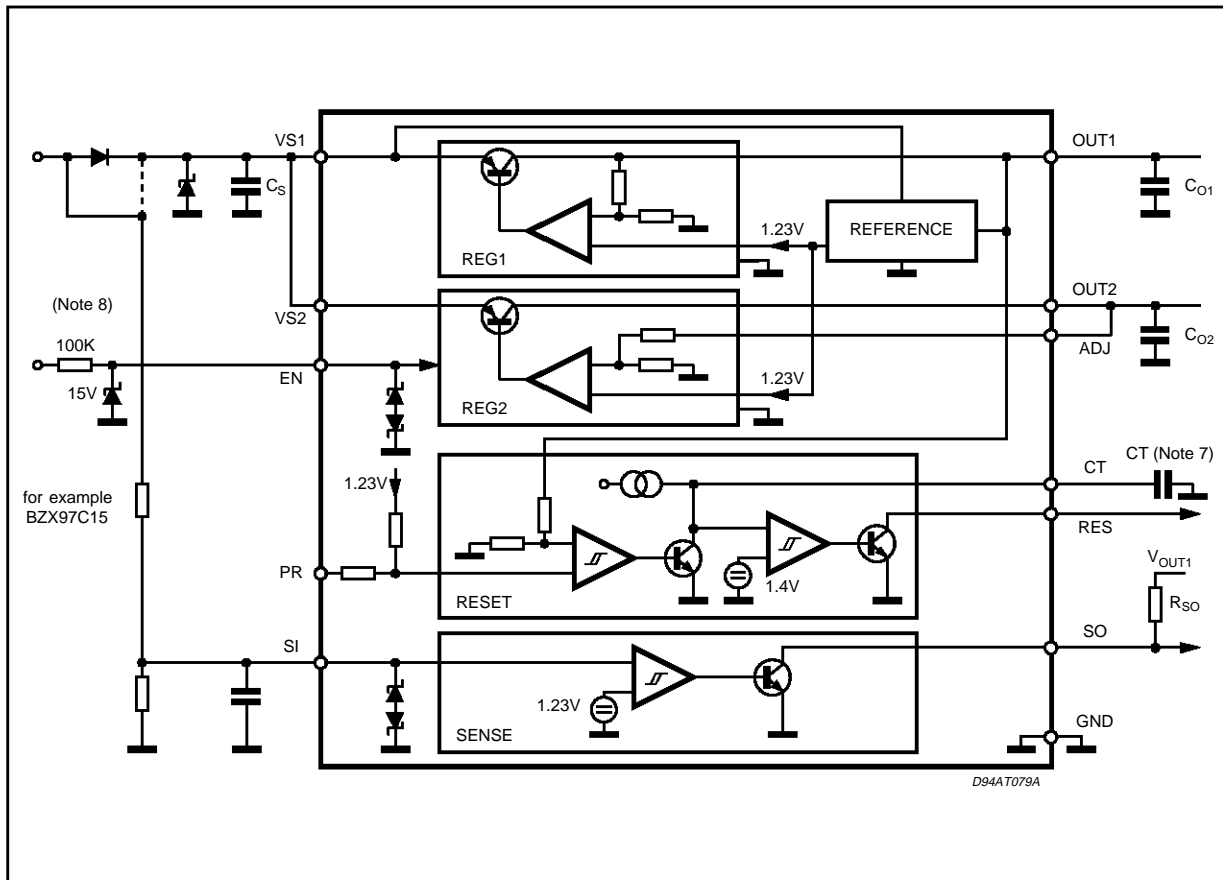 VS1
OUT1
C_S
C_O1
1.23V
REFERENCE
REG1
(Note 8)
VS2
OUT2
100K
EN
ADJ
C_O2
15V
1.23V
REG2
1.23V
CT
CT (Note 7)
for example
BZX97C15
RES
PR
1.4V
V_OUT1
RESET
R_SO
SI
SO
1.23V
SENSE
GND
D94AT079A